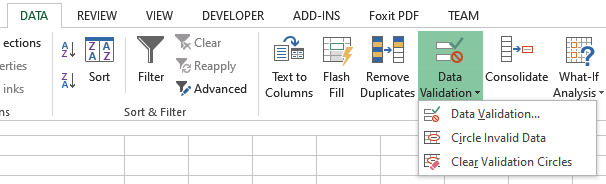 DATA REVIEW VIEW DEVELOPER ADD-INS Foxit PDF TEAM
ections
erties
inks
ns
Sort
Filter
Clear
Reapply
Advanced
Sort & Filter
Text to
Columns
Flash
Fill
Remove
Duplicates
Data
Validation
Consolidate
What-If
Analysis
Data Validation...
Circle Invalid Data
Clear Validation Circles